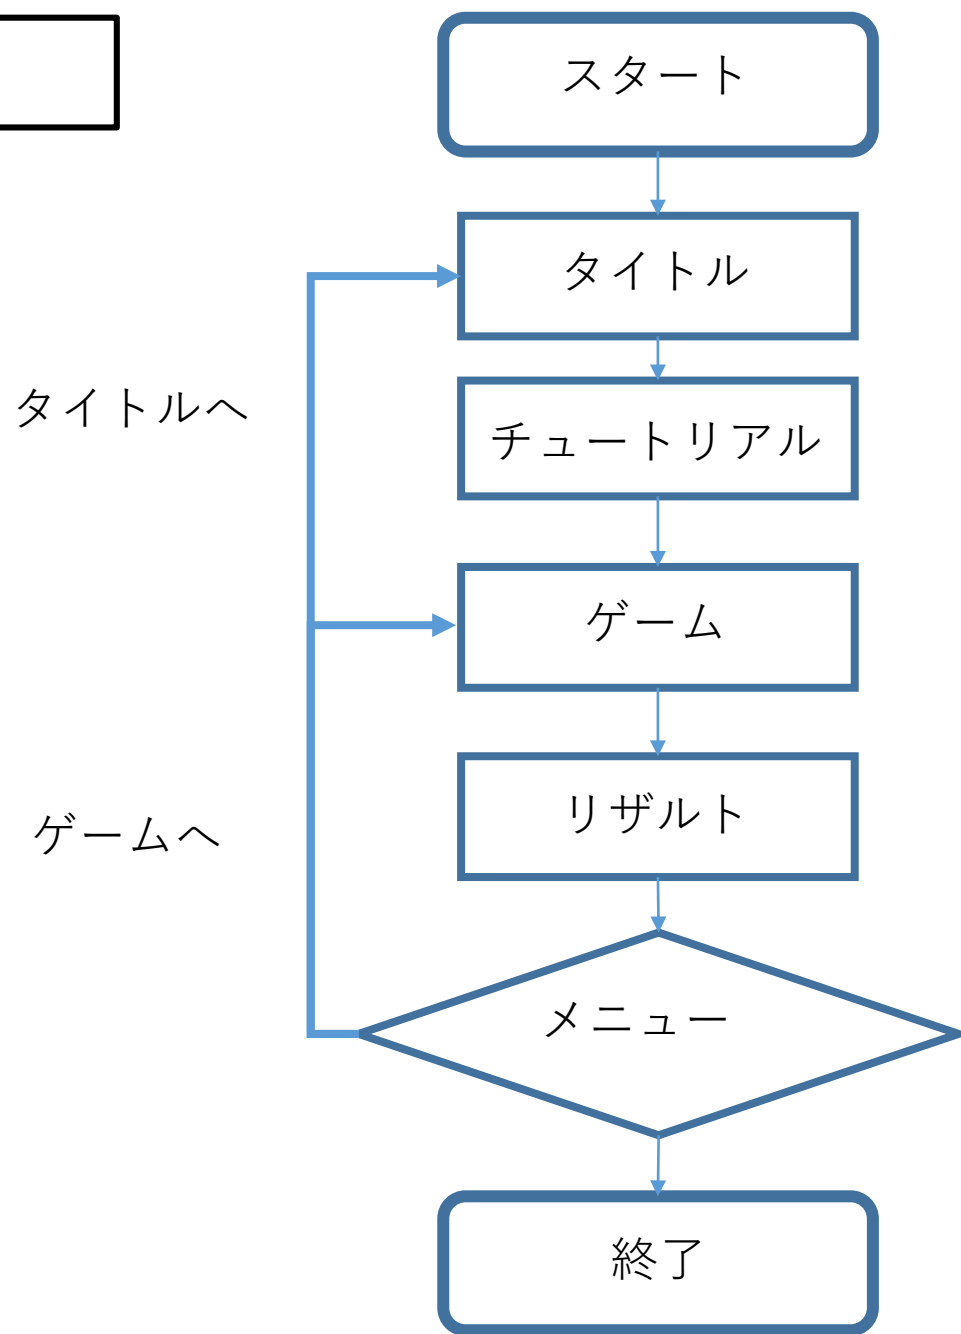 スタート
タイトル
タイトルへ
チュートリアル
ゲーム
リザルト
ゲームへ
メニュー
終了